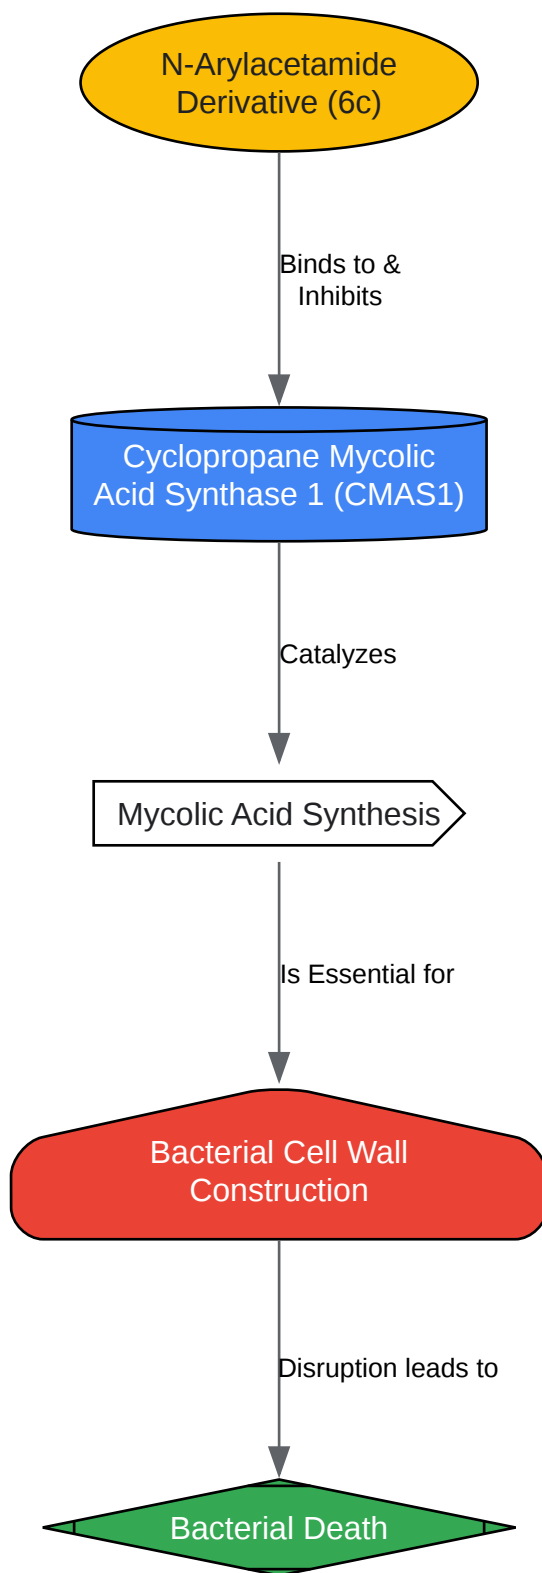 N-Arylacetamide
Derivative (6c)
Binds to &
Inhibits
Cyclopropane Mycolic
Acid Synthase 1 (CMAS1)
Catalyzes
Mycolic Acid Synthesis
Is Essential for
Bacterial Cell Wall
Construction
Disruption leads to
Bacterial Death